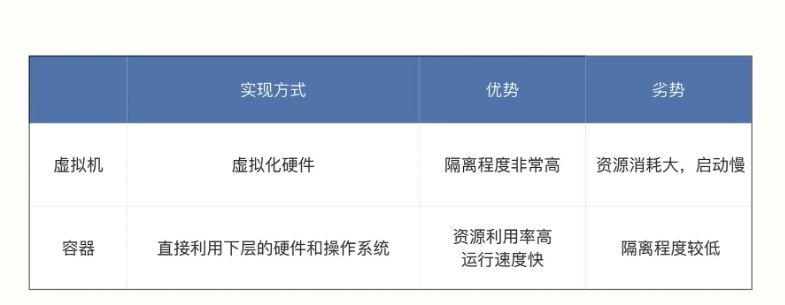 实现方式 优势 劣势
虚拟机 虚拟化硬件 隔离程度非常高 资源消耗大，启动慢
容器 直接利用下层的硬件和操作系统 资源利用率高
运行速度快 隔离程度较低